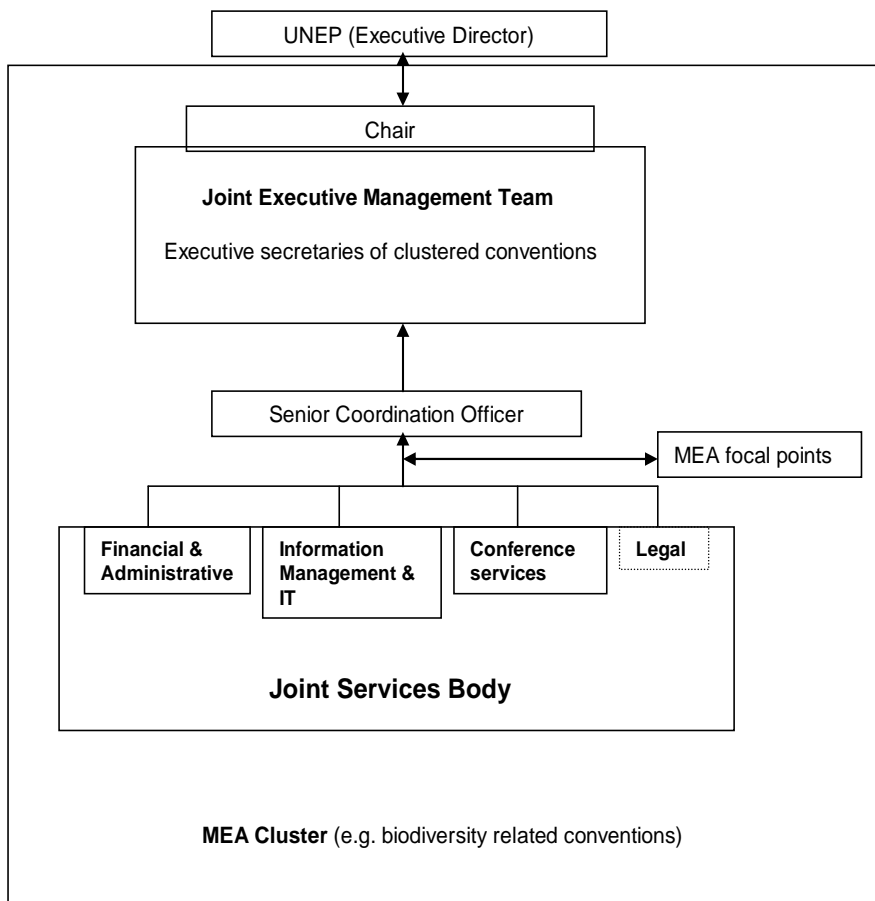 UNEP (Executive Director)
Chair
Joint Executive Management Team
Executive secretaries of clustered conventions
Senior Coordination Officer
MEA focal points
Financial &
Administrative
Information
Management &
IT
Conference
services
Legal
Joint Services Body
MEA Cluster (e.g. biodiversity related conventions)